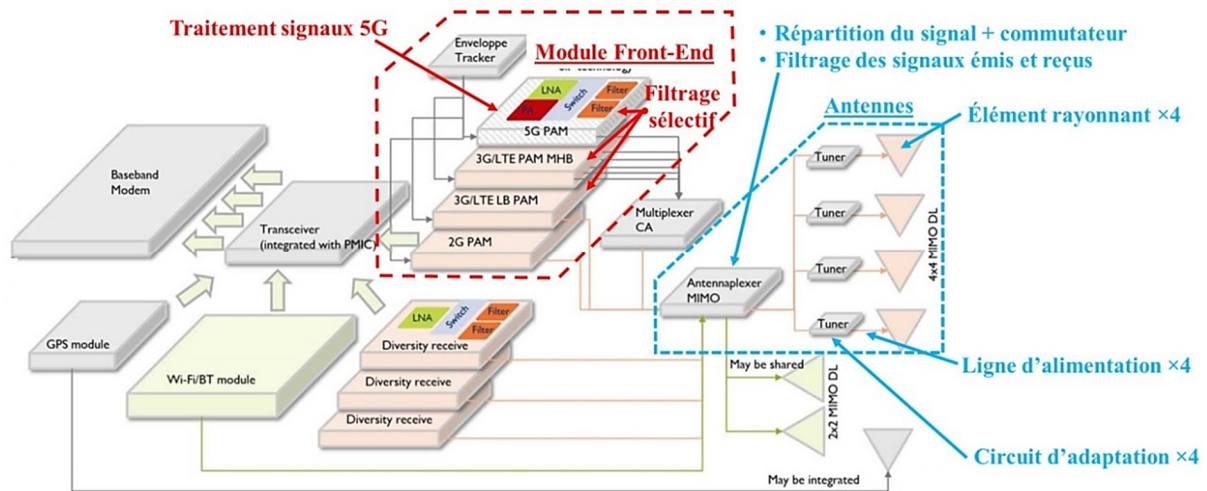 Traitement signaux 5G
Enveloppe
Tracker
Module Front-End
LNA
PA
Switch
Filter
Filter
5G PAM
Filtrage
sélectif
3G/LTE PAM MHB
3G/LTE LB PAM
2G PAM
• Répartition du signal + commutateur
• Filtrage des signaux émis et reçus
Antennes
Élément rayonnant ×4
Baseband
Modem
Transceiver
(integrated with PMIC)
Multiplexer
CA
Antennaplexer
MIMO
Tuner
Tuner
Tuner
Tuner
4x4 MIMO DL
Ligne d’alimentation ×4
GPS module
Wi-Fi/BT module
LNA
Switch
Filter
Filter
Diversity receive
Diversity receive
Diversity receive
May be shared
2x2 MIMO DL
Circuit d’adaptation ×4
May be integrated